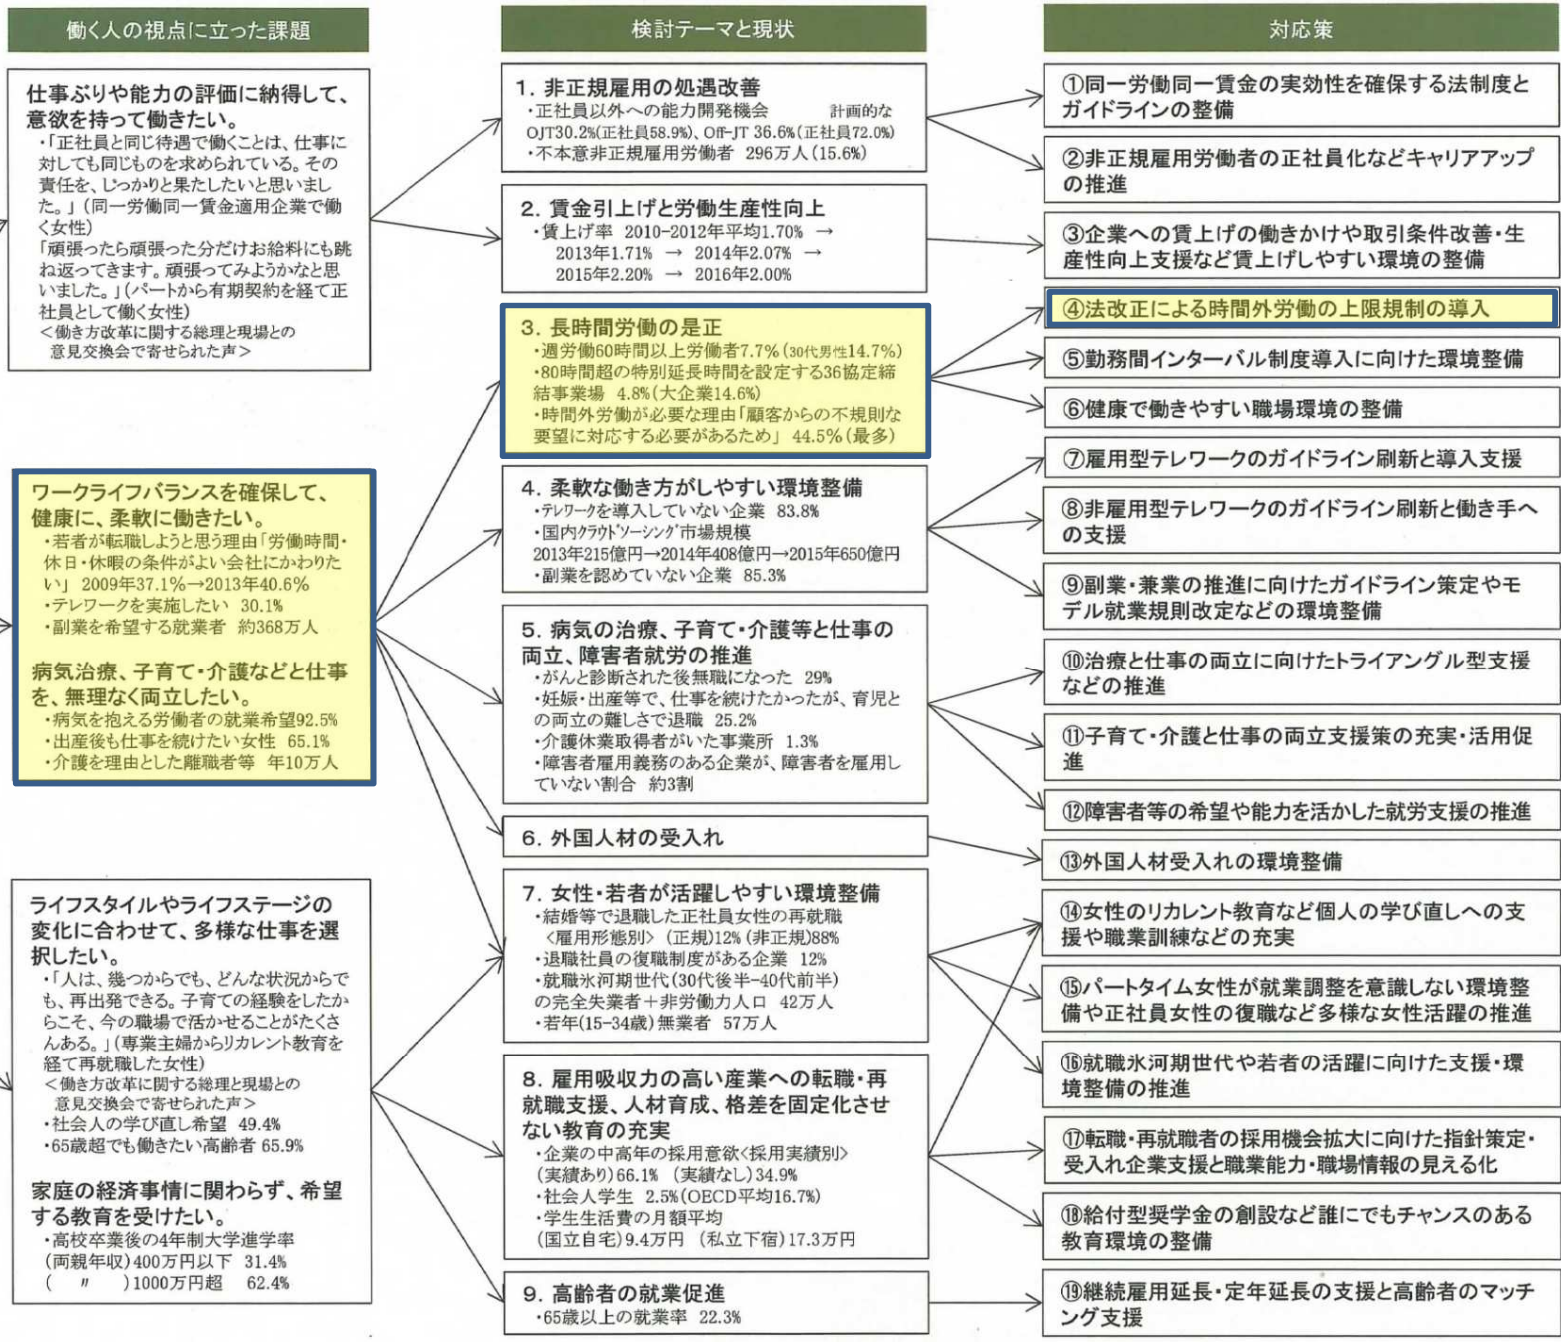 働く人の視点に立った課題
仕事ぶりや能力の評価に納得して、
意欲を持って働きたい。
・「正社員と同じ待遇で働くことは、仕事に
対しても同じものを求められている。その
責任を、じっかりと果たしたいと思いまし
た。」(同一労働同一賃金適用企業で働
く女性)
「頑張ったら頑張った分だけお給料にも跳
ね返ってきます。頑張ってみようかなと思
いました。」(パートから有期契約を経て正
社員として働く女性)
<働き方改革に関する総理と現場との
意見交換会で寄せられた声>
ワークライフバランスを確保して、
健康に、柔軟に働きたい。
・若者が転職しようと思う理由「労働時間・
休日・休暇の条件がよい会社にかわりた
い」 2009年37.1%→2013年40.6%
・テレワークを実施したい 30.1%
・副業を希望する就業者 約368万人
病気治療、子育て・介護などと仕事
を、無理なく両立したい。
・病気を抱える労働者の就業希望92.5%
・出産後も仕事を続けたい女性 65.1%
・介護を理由とした離職者等 年10万人
ライフスタイルやライフステージの
変化に合わせて、多様な仕事を選
択したい。
・「人は、幾つからでも、どんな状況からで
も、再出発できる。子育ての経験をしたか
らこそ、今の職場で活かせることがたくさ
んある。」(専業主婦からリカレント教育を
経て再就職した女性)
<働き方改革に関する総理と現場との
意見交換会で寄せられた声>
・社会人の学び直し希望 49.4%
・65歳超でも働きたい高齢者 65.9%
家庭の経済事情に関わらず、希望
する教育を受けたい。
・高校卒業後の4年制大学進学率
(両親年収)400万円以下 31.4%
( 〃 )1000万円超 62.4%
検討テーマと現状
1. 非正規雇用の処遇改善
・正社員以外への能力開発機会 計画的な
OJT30.2%(正社員58.9%)、Off-JT 36.6%(正社員72.0%)
・不本意非正規雇用労働者 296万人(15.6%)
2. 賃金引上げと労働生産性向上
・賃上げ率 2010-2012年平均1.70% →
2013年1.71% → 2014年2.07% →
2015年2.20% → 2016年2.00%
3. 長時間労働の是正
・週労働60時間以上労働者7.7%(30代男性14.7%)
・80時間超の特別延長時間を設定する36協定締
結事業場 4.8%(大企業14.6%)
・時間外労働が必要な理由「顧客からの不規則な
要望に対応する必要があるため」 44.5%(最多)
4. 柔軟な働き方がしやすい環境整備
・テレワークを導入していない企業 83.8%
・国内クラウドソーシング市場規模
2013年215億円→2014年408億円→2015年650億円
・副業を認めていない企業 85.3%
5. 病気の治療、子育て・介護等と仕事の
両立、障害者就労の推進
・がんと診断された後無職になった 29%
・妊娠・出産等で、仕事を続けたかったが、育児と
の両立の難しさで退職 25.2%
・介護休業取得者がいた事業所 1.3%
・障害者雇用義務のある企業が、障害者を雇用し
ていない割合 約3割
6. 外国人材の受入れ
7. 女性・若者が活躍しやすい環境整備
・結婚等で退職した正社員女性の再就職
<雇用形態別> (正規)12%(非正規)88%
・退職社員の復職制度がある企業 12%
・就職氷河期世代(30代後半-40代前半)
の完全失業者+非労働力人口 42万人
・若年(15-34歳)無業者 57万人
8. 雇用吸収力の高い産業への転職・再
就職支援、人材育成、格差を固定化させ
ない教育の充実
・企業の中高年の採用意欲<採用実績別>
(実績あり)66.1% (実績なし)34.9%
・社会人学生 2.5%(OECD平均16.7%)
・学生生活費の月額平均
(国立自宅)9.4万円 (私立下宿)17.3万円
9. 高齢者の就業促進
・65歳以上の就業率 22.3%
対応策
①同一労働同一賃金の実効性を確保する法制度と
ガイドラインの整備
②非正規雇用労働者の正社員化などキャリアアップ
の推進
③企業への賃上げの働きかけや取引条件改善・生
産性向上支援など賃上げしやすい環境の整備
④法改正による時間外労働の上限規制の導入
⑤勤務間インターバル制度導入に向けた環境整備
⑥健康で働きやすい職場環境の整備
⑦雇用型テレワークのガイドライン刷新と導入支援
⑧非雇用型テレワークのガイドライン刷新と働き手へ
の支援
⑨副業・兼業の推進に向けたガイドライン策定やモ
デル就業規則改定などの環境整備
⑩治療と仕事の両立に向けたトライアングル型支援
などの推進
⑪子育て・介護と仕事の両立支援策の充実・活用促
進
⑫障害者等の希望や能力を活かした就労支援の推進
⑬外国人材受入れの環境整備
⑭女性のリカレント教育など個人の学び直しへの支
援や職業訓練などの充実
⑮パートタイム女性が就業調整を意識しない環境整
備や正社員女性の復職など多様な女性活躍の推進
⑯就職氷河期世代や若者の活躍に向けた支援・環
境整備の推進
⑰転職・再就職者の採用機会拡大に向けた指針策定・
受入れ企業支援と職業能力・職場情報の見える化
⑱給付型奨学金の創設など誰にでもチャンスのある
教育環境の整備
⑲継続雇用延長・定年延長の支援と高齢者のマッチ
ング支援